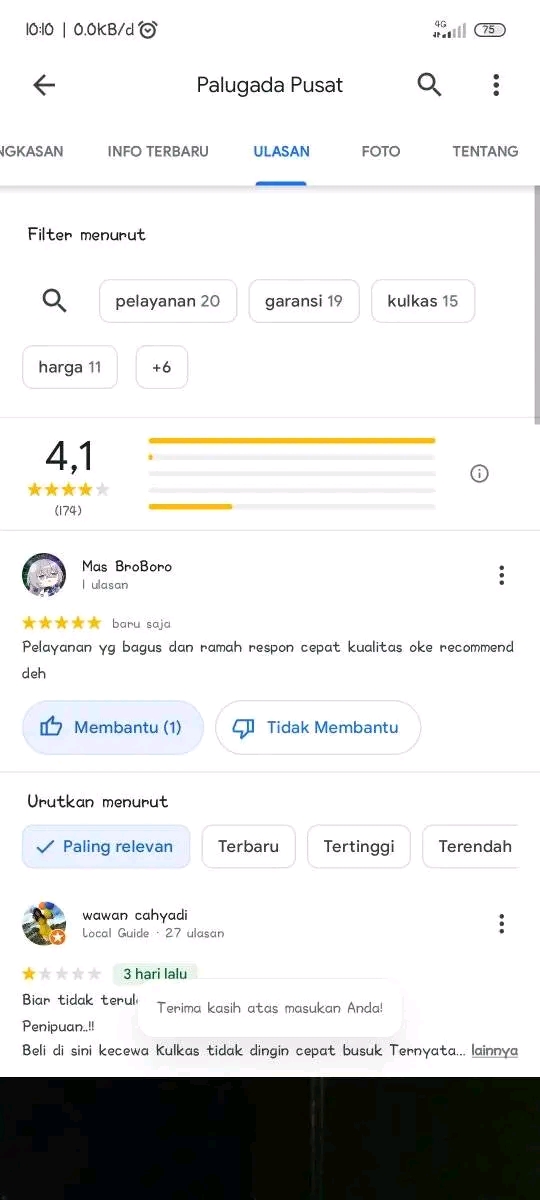 10:10 | 0.0KB/d
4G
75
Palugada Pusat
NGKASAN INFO TERBARU ULASAN FOTO TENTANG
Filter menurut
pelayanan 20 garansi 19 kulkas 15
harga 11 +6
4,1
(174)
Mas BroBoro
1 ulasan
baru saja
Pelayanan yg bagus dan ramah respon cepat kualitas oke recommend
deh
Membantu (1) Tidak Membantu
Urutkan menurut
Paling relevan Terbaru Tertinggi Terendah
wawan cahyadi
Local Guide · 27 ulasan
3 hari lalu
Biar tidak
Terima kasih atas masukan Anda!
Penipuan..!!
Beli di sini kecewa Kulkas tidak dingin cepat busuk Ternyata... lainnya